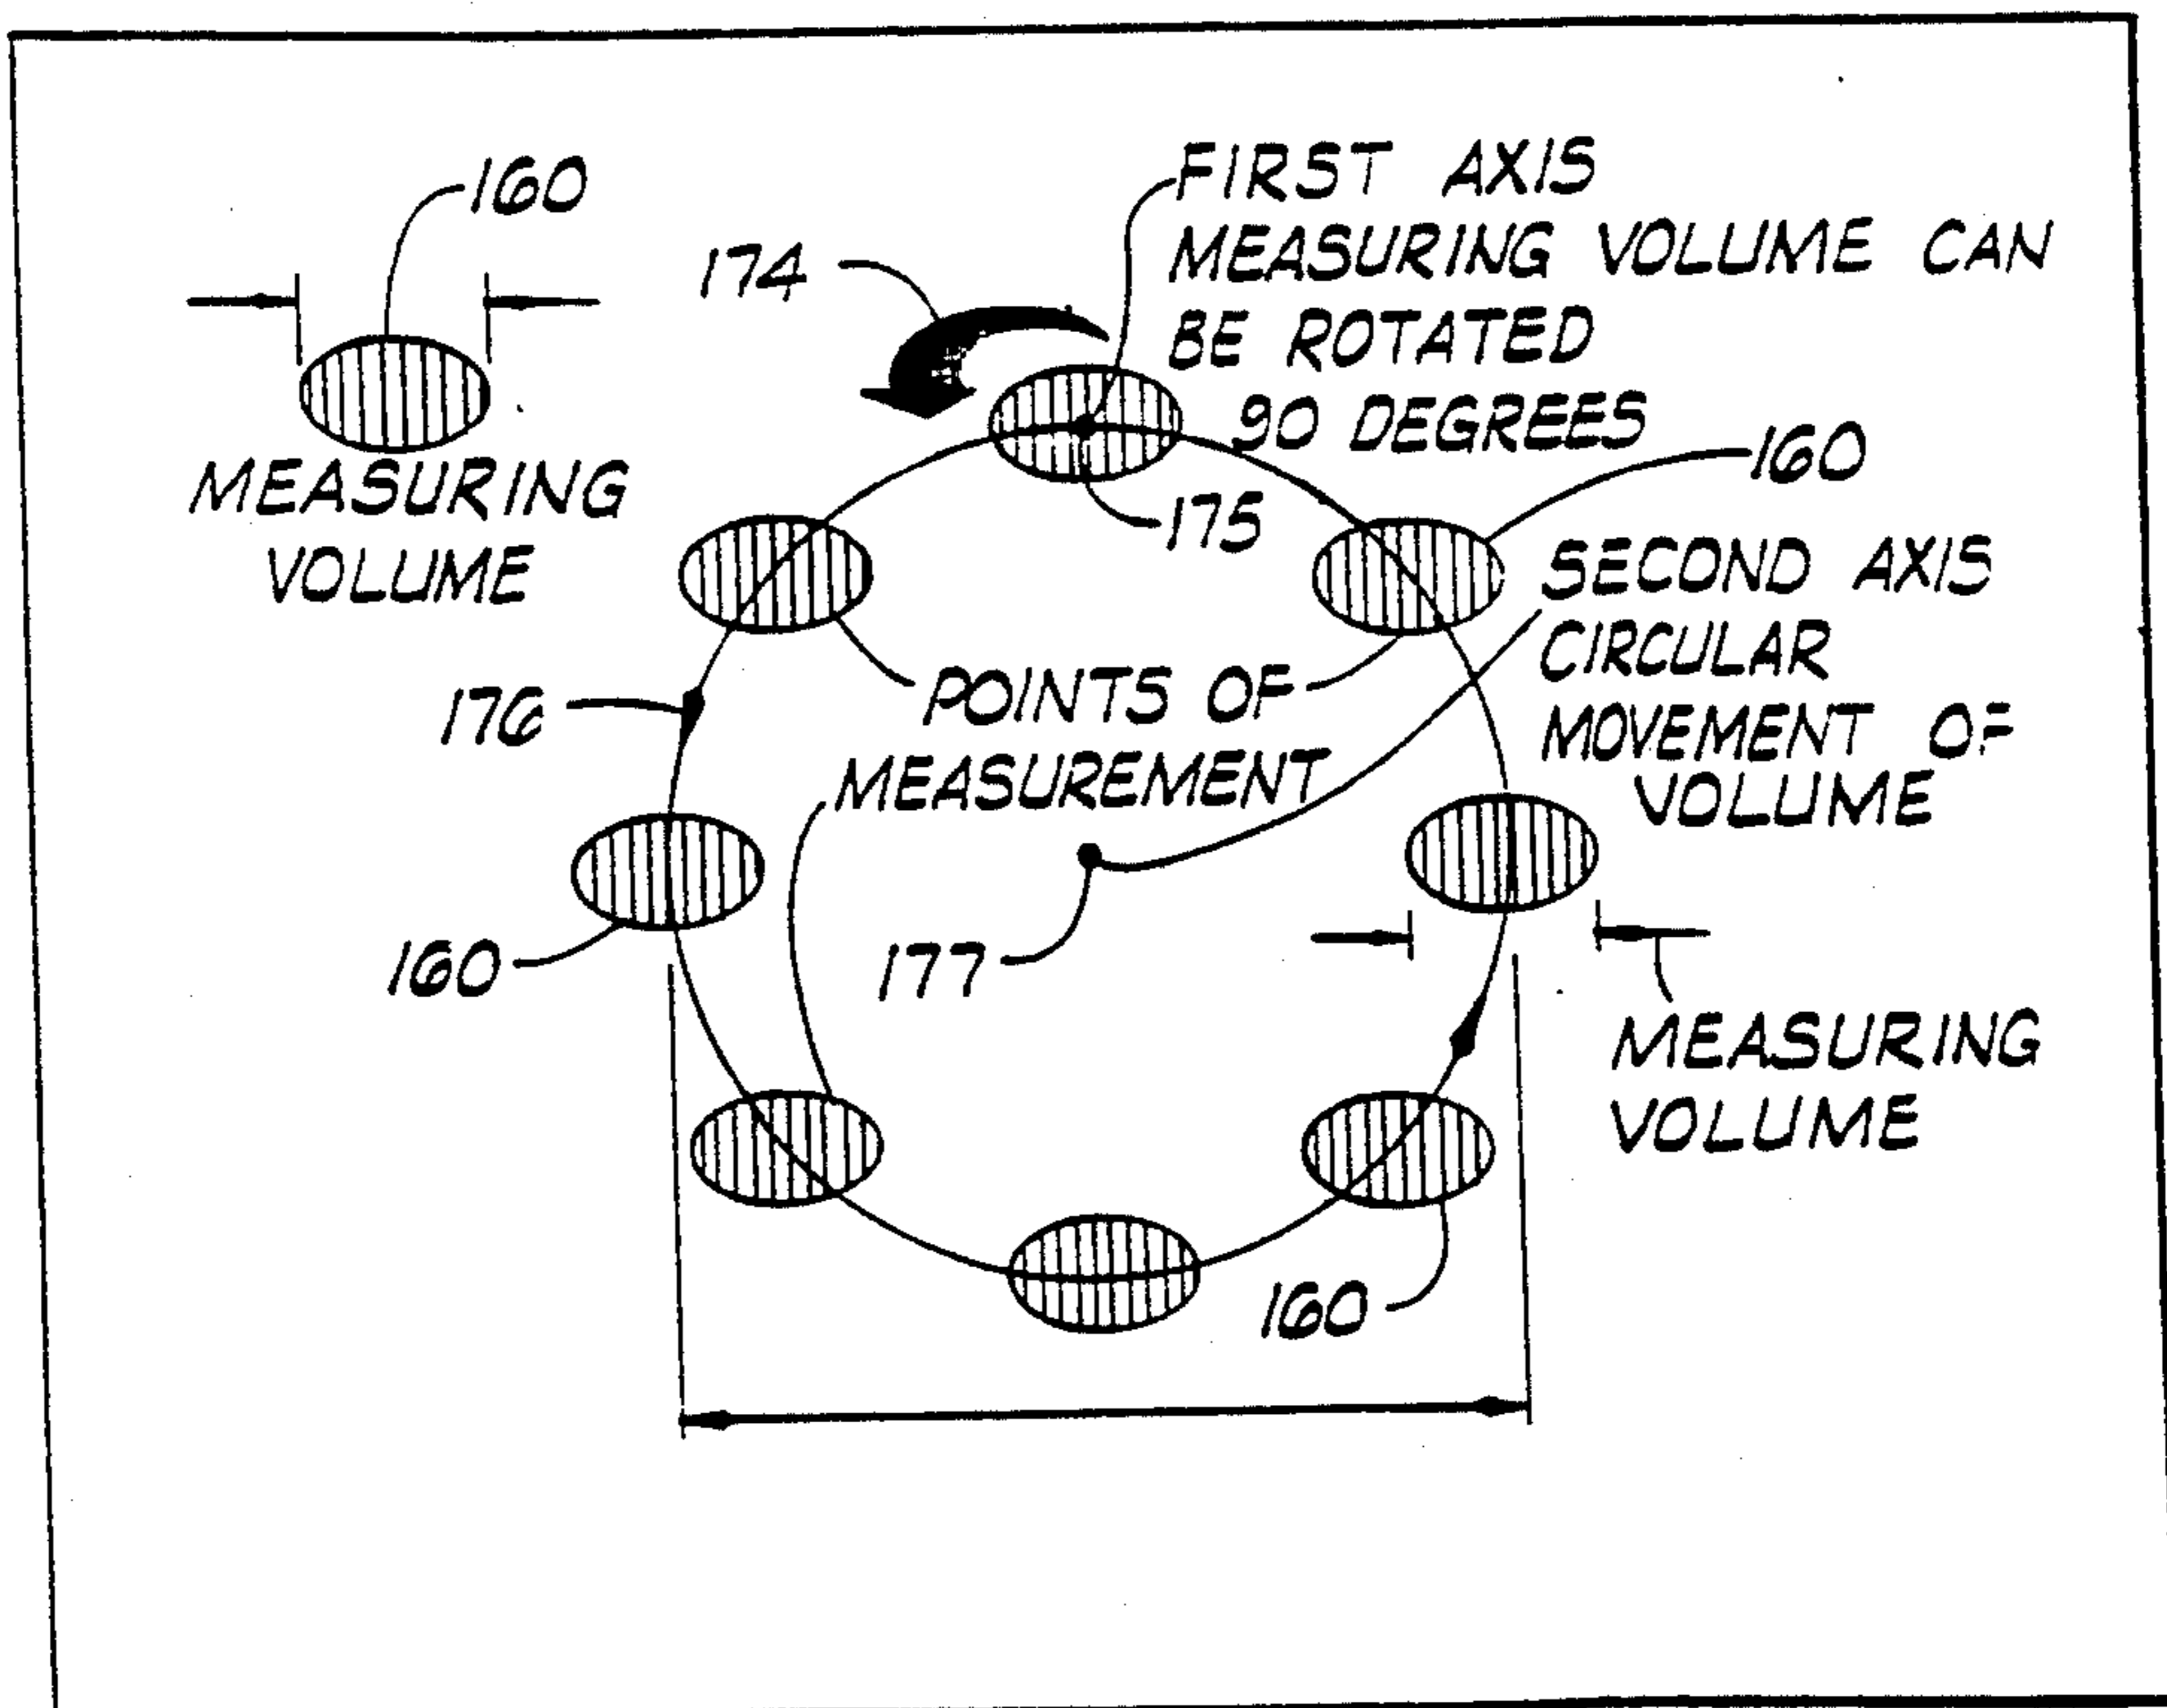 160
MEASURING
VOLUME
174
FIRST AXIS
MEASURING VOLUME CAN
BE ROTATED
90 DEGREES
160
175
SECOND AXIS
CIRCULAR
MOVEMENT OF
VOLUME
176
POINTS OF
MEASUREMENT
160
177
MEASURING
VOLUME
160